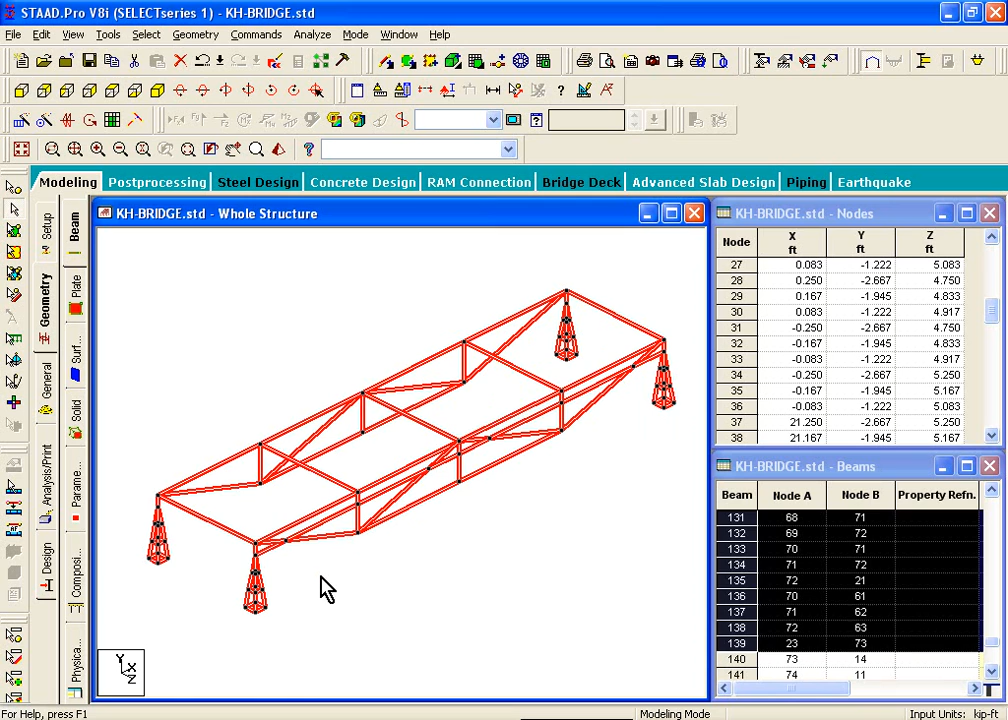 STAAD.Pro V8i (SELECTseries 1) - KH-BRIDGE.std
File Edit View Tools Select Geometry Commands Analyze Mode Window Help
Modeling Postprocessing Steel Design Concrete Design RAM Connection Bridge Deck Advanced Slab Design Piping Earthquake
Setup
Geometry
General
Analysis/Print
Design
Beam
Plate
Surf...
Solid
Parame...
Composi...
Physica...
KH-BRIDGE.std - Whole Structure
Y
X
Z
KH-BRIDGE.std - Nodes
Node X ft Y ft Z ft
27 0.083 -1.222 5.083
28 0.250 -2.667 4.750
29 0.167 -1.945 4.833
30 0.083 -1.222 4.917
31 -0.250 -2.667 4.750
32 -0.167 -1.945 4.833
33 -0.083 -1.222 4.917
34 -0.250 -2.667 5.250
35 -0.167 -1.945 5.167
36 -0.083 -1.222 5.083
37 21.250 -2.667 5.250
38 21.167 -1.945 5.167
KH-BRIDGE.std - Beams
Beam Node A Node B Property Refn.
131 68 71
132 69 72
133 70 71
134 71 72
135 72 21
136 70 61
137 71 62
138 72 63
139 23 73
140 73 14
141 74 11
For Help, press F1 Modeling Mode Input Units: kip-ft